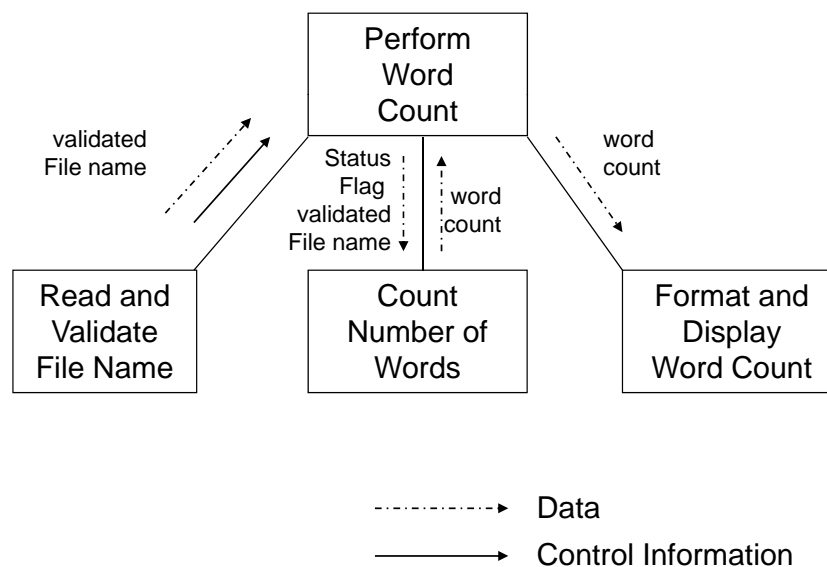 Perform
Word
Count
validated
File name
Status
Flag
validated
File name
word
count
word
count
Read and
Validate
File Name
Count
Number of
Words
Format and
Display
Word Count
Data
Control Information